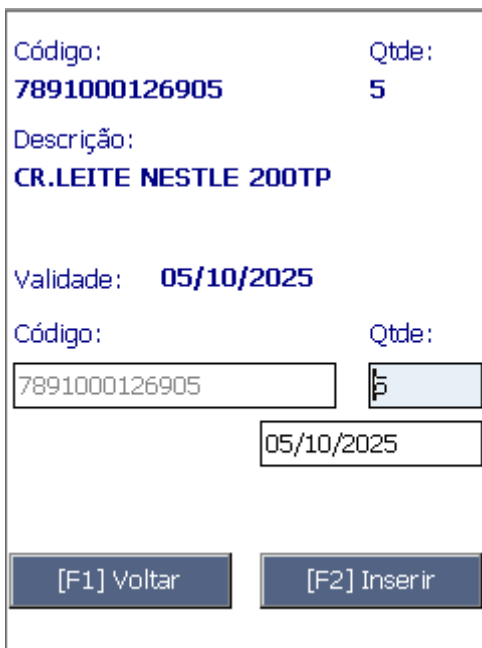 Código: Qtde:
7891000126905 5
Descrição:
CR.LEITE NESTLE 200TP
Validade: 05/10/2025
Código: Qtde:
7891000126905 5
05/10/2025
[F1] Voltar [F2] Inserir